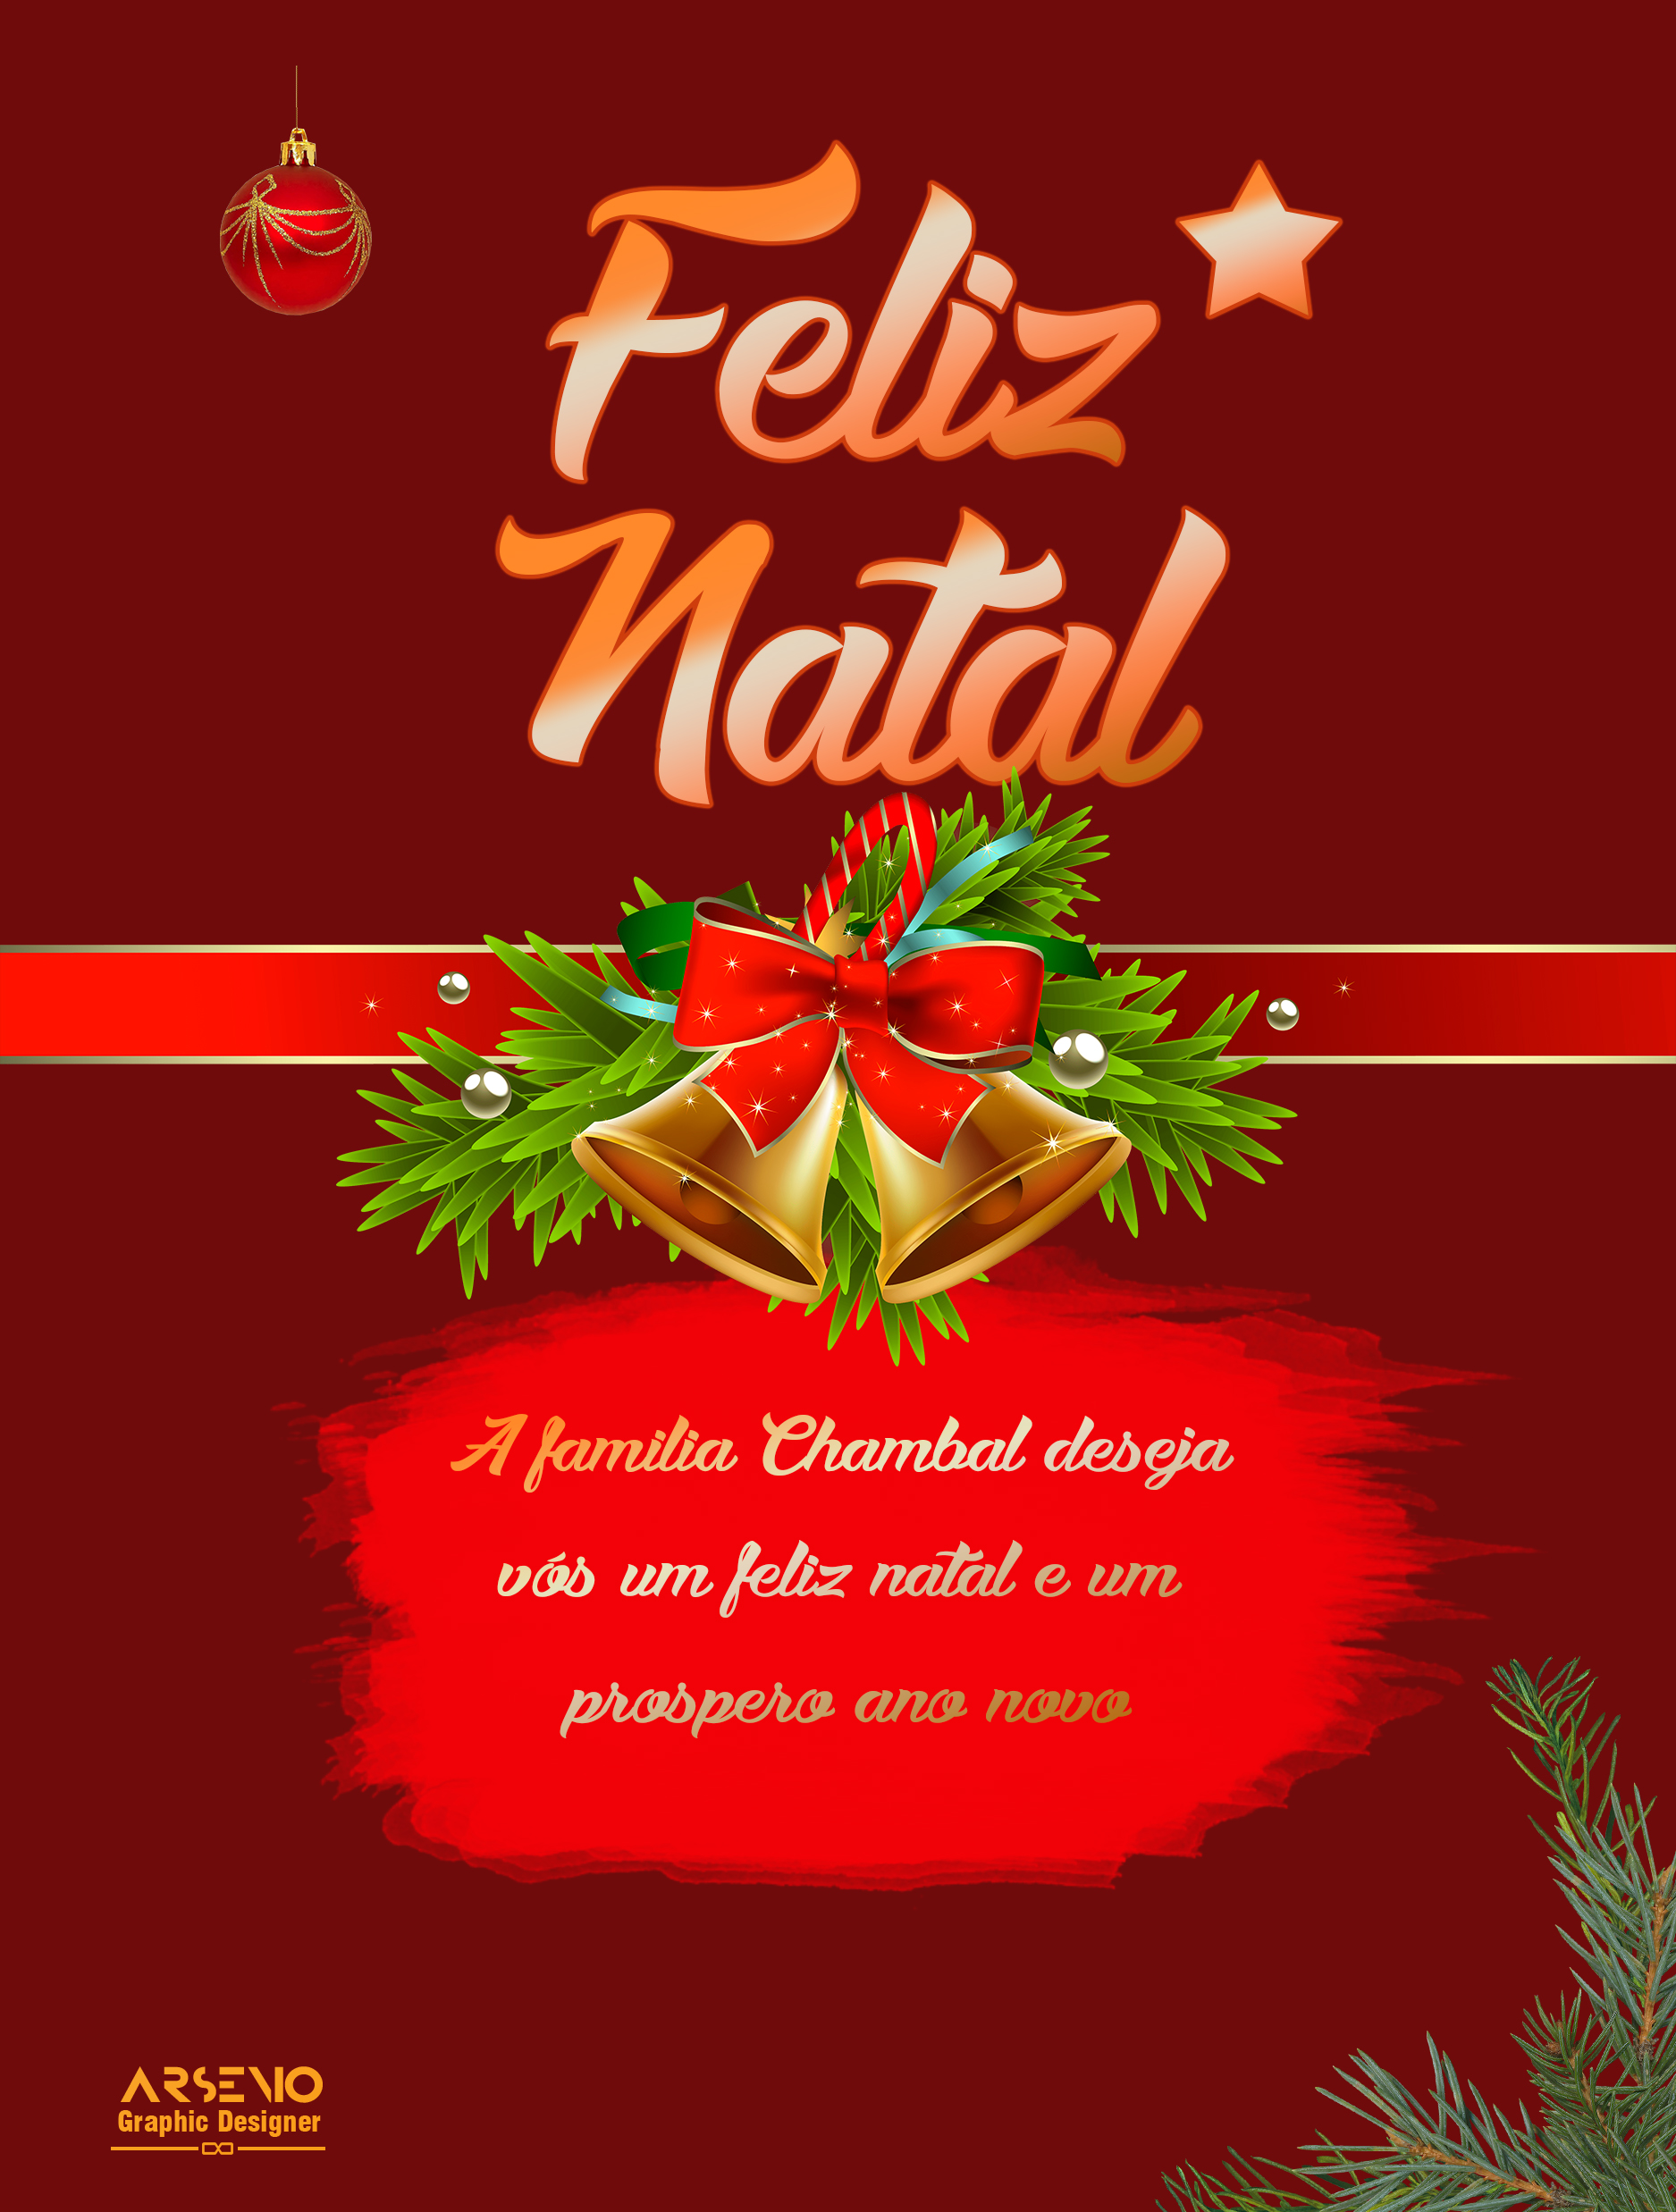 Feliz
Natal
A familia Chambal deseja
vós um feliz natal e um
prospero ano novo
ARSENIO
Graphic Designer